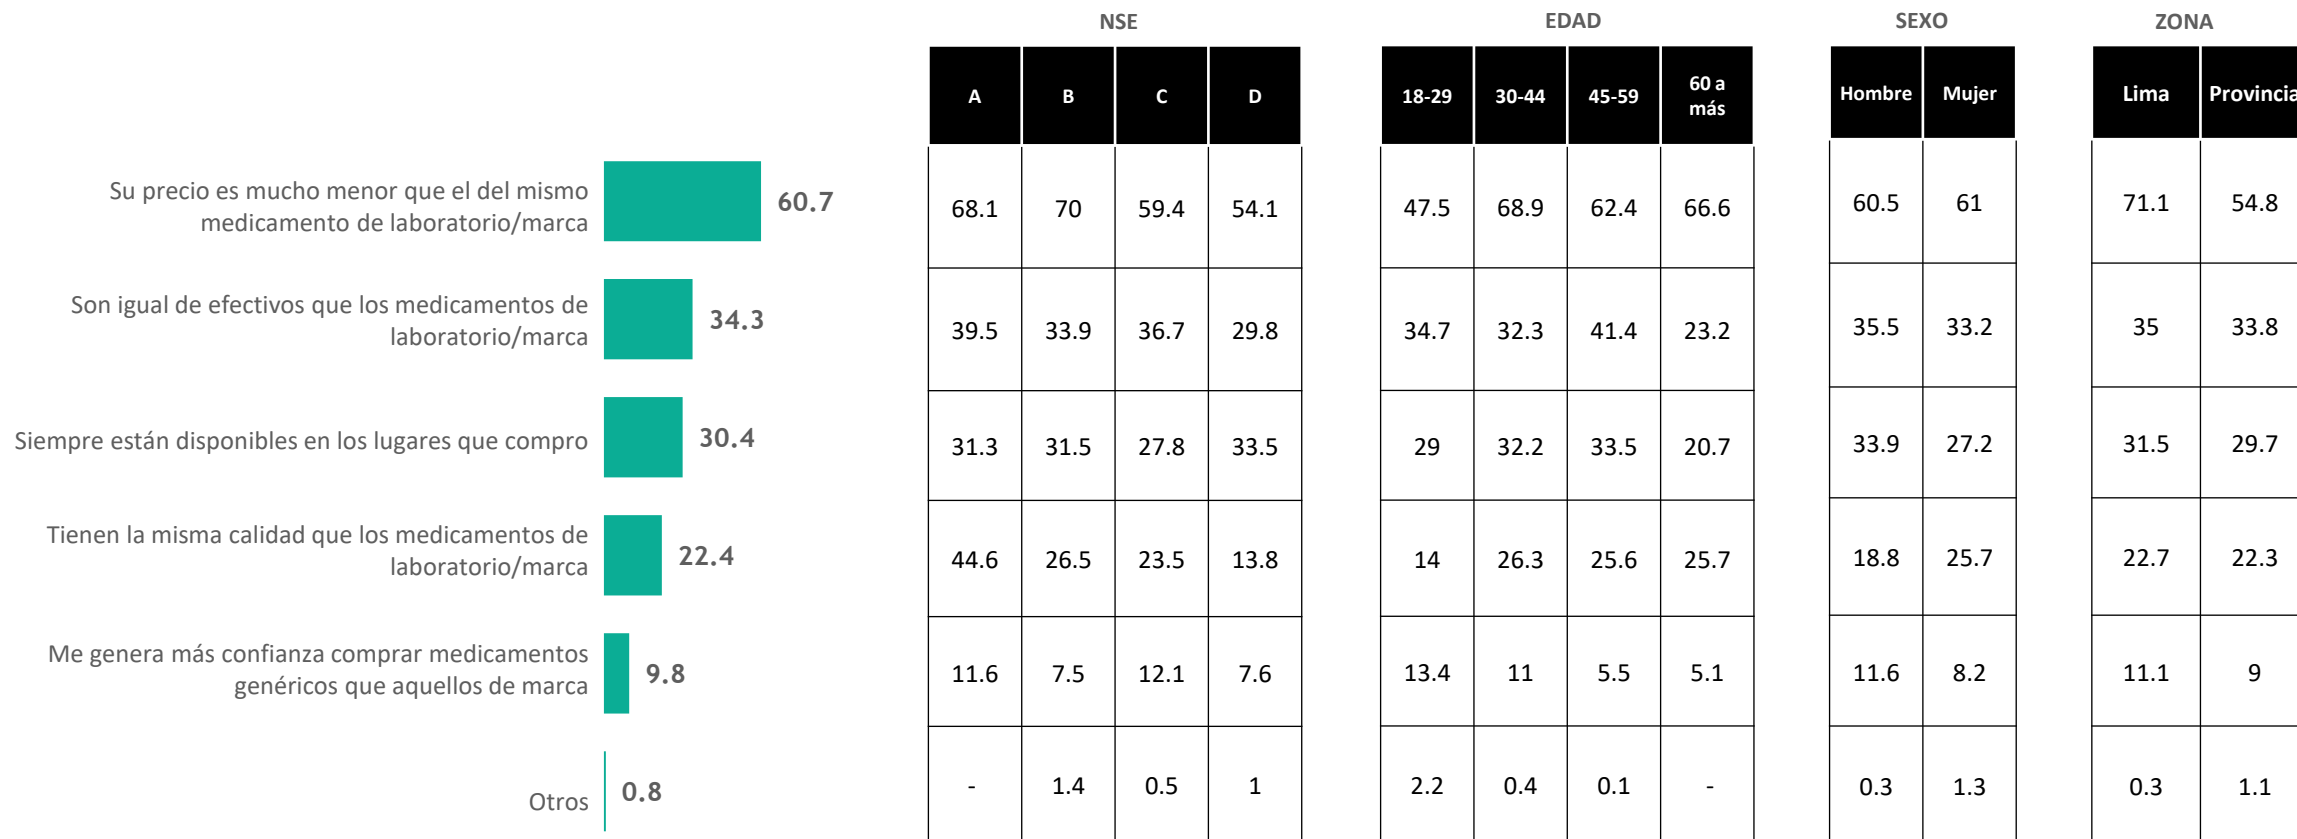 NSE EDAD SEXO ZONA
A B C D 18-29 30-44 45-59 60 a más Hombre Mujer Lima Provincia
Su precio es mucho menor que el del mismo
medicamento de laboratorio/marca
60.7 68.1 70 59.4 54.1 47.5 68.9 62.4 66.6 60.5 61 71.1 54.8
Son igual de efectivos que los medicamentos de
laboratorio/marca
34.3 39.5 33.9 36.7 29.8 34.7 32.3 41.4 23.2 35.5 33.2 35 33.8
Siempre están disponibles en los lugares que compro
30.4 31.3 31.5 27.8 33.5 29 32.2 33.5 20.7 33.9 27.2 31.5 29.7
Tienen la misma calidad que los medicamentos de
laboratorio/marca
22.4 44.6 26.5 23.5 13.8 14 26.3 25.6 25.7 18.8 25.7 22.7 22.3
Me genera más confianza comprar medicamentos
genéricos que aquellos de marca
9.8 11.6 7.5 12.1 7.6 13.4 11 5.5 5.1 11.6 8.2 11.1 9
Otros
0.8 - 1.4 0.5 1 2.2 0.4 0.1 - 0.3 1.3 0.3 1.1